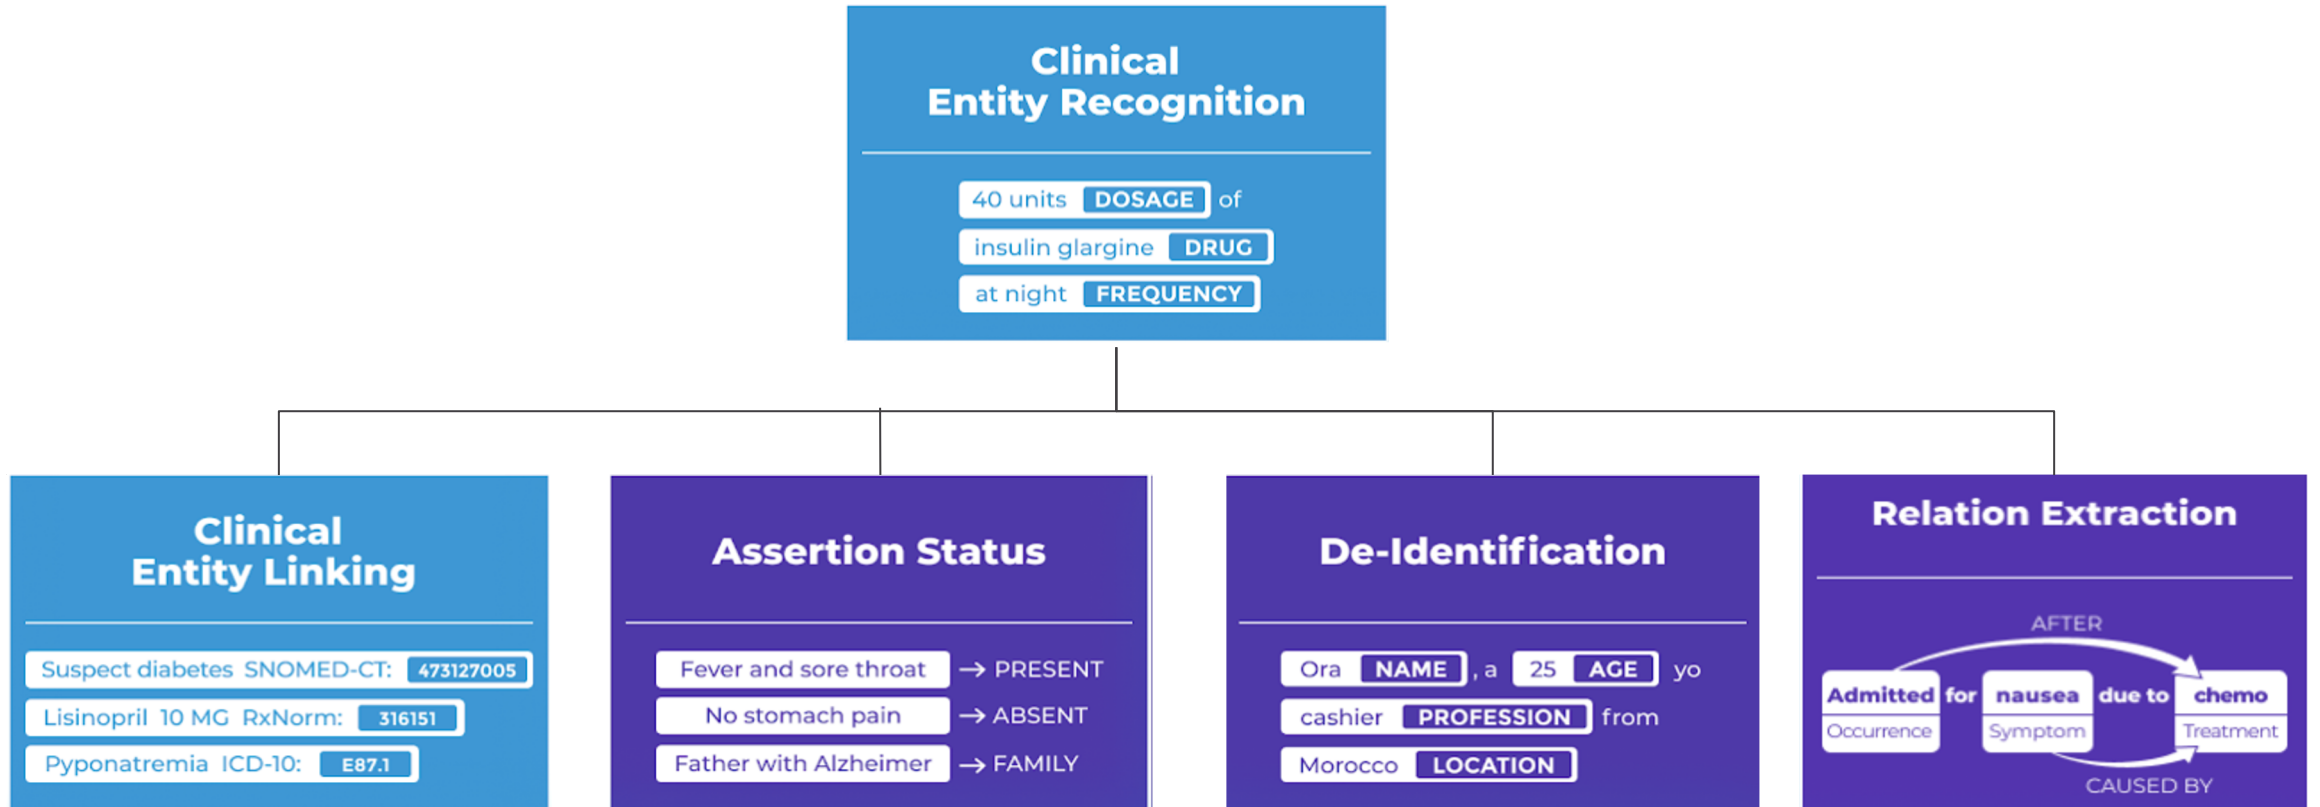 Clinical
Entity Recognition
40 units DOSAGE of
insulin glargine DRUG
at night FREQUENCY
Clinical
Entity Linking
Suspect diabetes SNOMED-CT: 473127005
Lisinopril 10 MG RxNorm: 316151
Pyponatremia ICD-10: E87.1
Assertion Status
Fever and sore throat → PRESENT
No stomach pain → ABSENT
Father with Alzheimer → FAMILY
De-Identification
Ora NAME , a 25 AGE yo
cashier PROFESSION from
Morocco LOCATION
Relation Extraction
AFTER
Admitted for nausea due to chemo
Occurrence Symptom Treatment
CAUSED BY